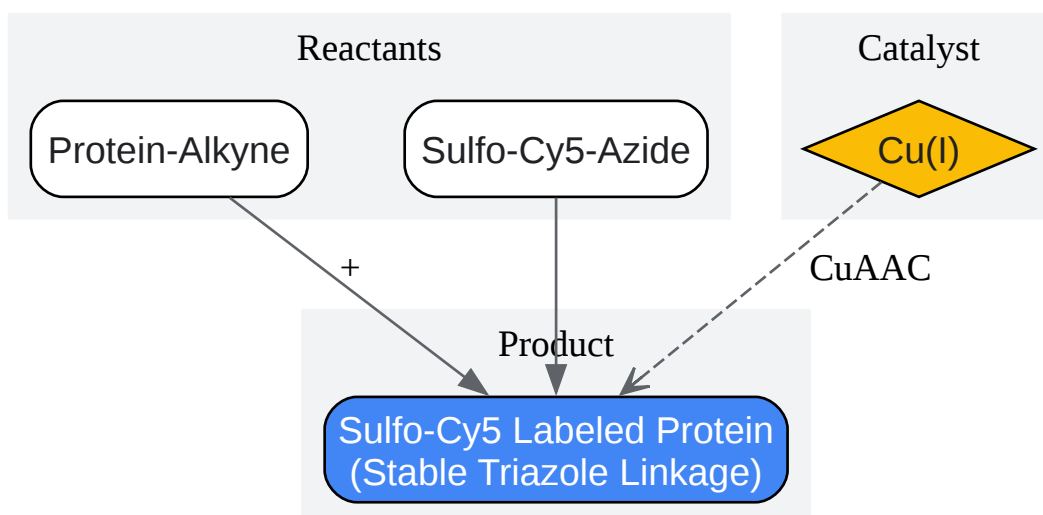 Reactants
Catalyst
Protein-Alkyne
Sulfo-Cy5-Azide
Cu(I)
+
CuAAC
Product
Sulfo-Cy5 Labeled Protein
(Stable Triazole Linkage)